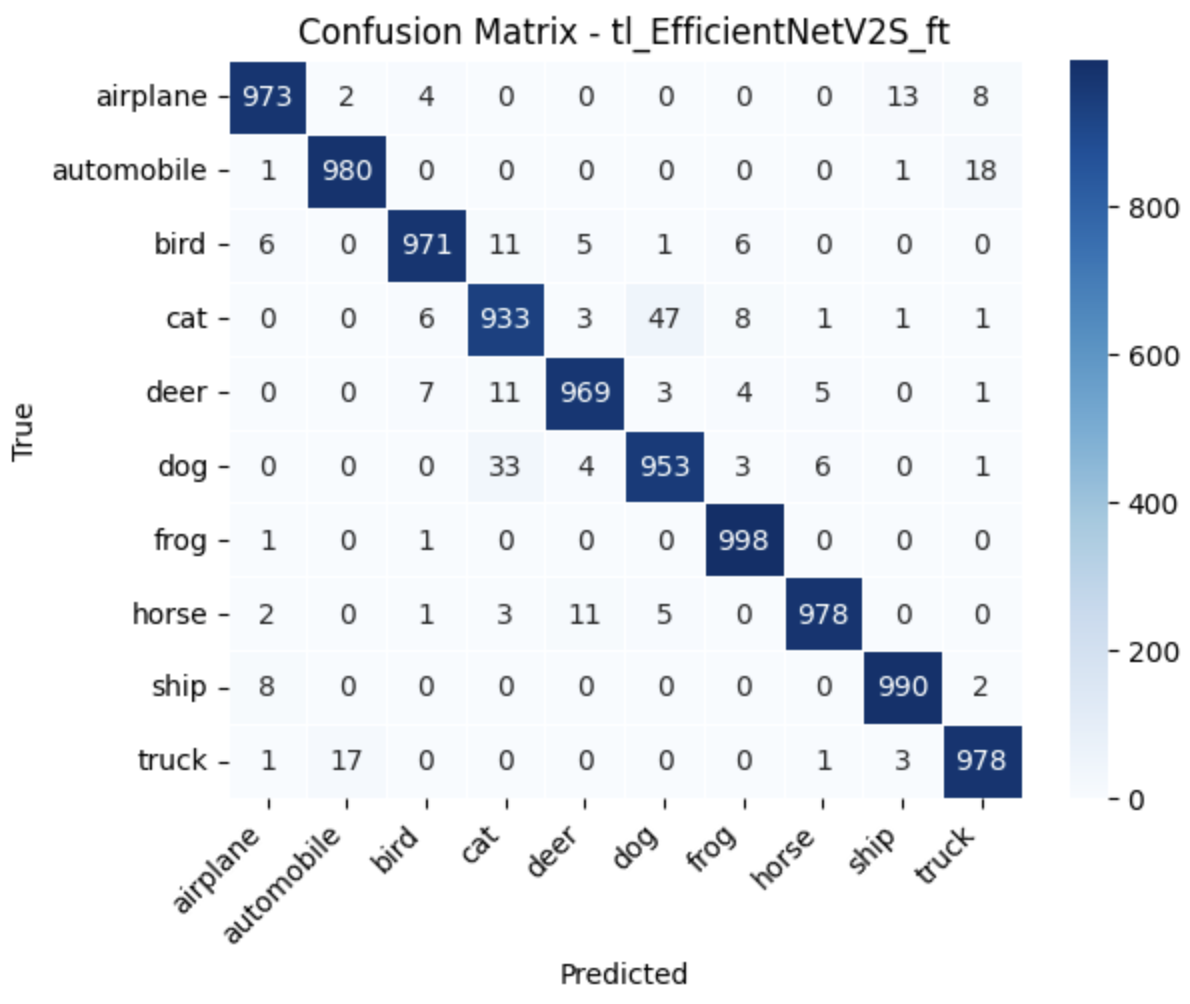 Confusion Matrix - tl_EfficientNetV2S_ft
airplane 973 2 4 0 0 0 0 0 13 8
automobile 1 980 0 0 0 0 0 0 1 18
bird 6 0 971 11 5 1 6 0 0 0
cat 0 0 6 933 3 47 8 1 1 1
deer 0 0 7 11 969 3 4 5 0 1
dog 0 0 0 33 4 953 3 6 0 1
frog 1 0 1 0 0 0 998 0 0 0
horse 2 0 1 3 11 5 0 978 0 0
ship 8 0 0 0 0 0 0 0 990 2
truck 1 17 0 0 0 0 0 1 3 978
True
airplane automobile bird cat deer dog frog horse ship truck
Predicted
800
600
400
200
0